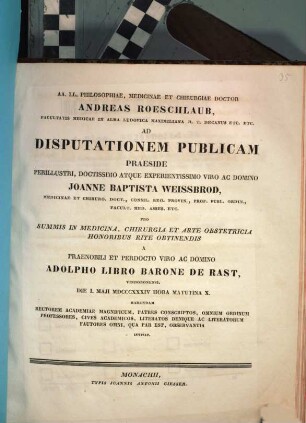 AA. LL. PHILOSOPHIAE, MEDICINAE ET CHIRURGIAE DOCTOR
ANDREAS ROESCHLAUB,
FACULTATIS MEDICAE IN ALMA LUDOVICA MAXIMILIANA H. T. DECANUS ETC. ETC.
AD
DISPUTATIONEM PUBLICAM
PRAESIDE
PERILLUSTRI, DOCTISSIMO ATQUE EXPERIENTISSIMO VIRO AC DOMINO
JOANNE BAPTISTA WEISSBROD,
MEDICINAE ET CHIRURG. DOCT., CONSIL. REG. PROVIN., PROF. PUBL. ORDIN.,
FACULT. MED. ASSES. ETC.
PRO
SUMMIS IN MEDICINA, CHIRURGIA ET ARTE OBSTETRICIA
HONORIBUS RITE OBTINENDIS
A
PRAENOBILI ET PERDOCTO VIRO AC DOMINO
ADOLPHO LIBRO BARONE DE RAST,
DIE I. MAJI MDCCCXXXIV HORA MATUTINA X.
HABENDAM
RECTOREM ACADEMIAE MAGNIFICUM, PATRES CONSCRIPTOS, OMNIUM ORDINUM
PROFESSORES, CIVES ACADEMICOS, LITERATOS DENIQUE AC LITERATORUM
FAUTORES OMNI, QUA PAR EST, OBSERVANTIA
INVITAT.
MONACHII,
TYPIS JOANNIS ANTONII GIESSER.